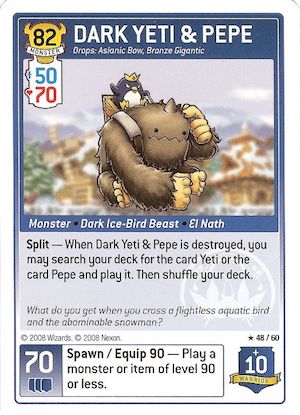 82
MONSTER
DARK YETI & PEPE
Drops: Aslanic Bow, Bronze Gigantic
50
70
Monster • Dark Ice-Bird Beast • El Nath
Split — When Dark Yeti & Pepe is destroyed, you
may search your deck for the card Yeti or the
card Pepe and play it. Then shuffle your deck.
What do you get when you cross a flightless aquatic bird
and the abominable snowman?
© 2008 Wizards. © 2008 Nexon.
★ 48 / 60
70
Spawn / Equip 90 — Play a
monster or item of level 90
or less.
10
WARRIOR